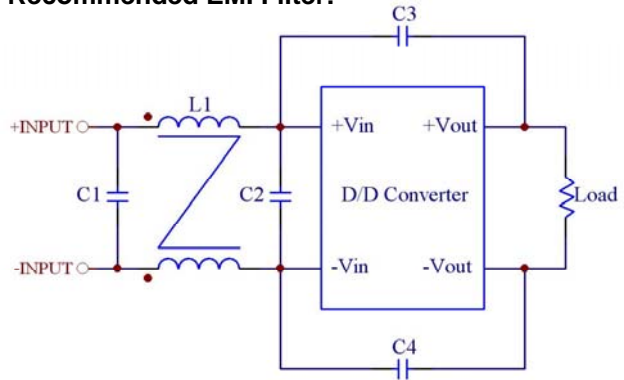 Recommended EMI Filter:
C3
L1
+INPUT
+Vin
+Vout
C1
C2
D/D Converter
Load
-INPUT
-Vin
-Vout
C4